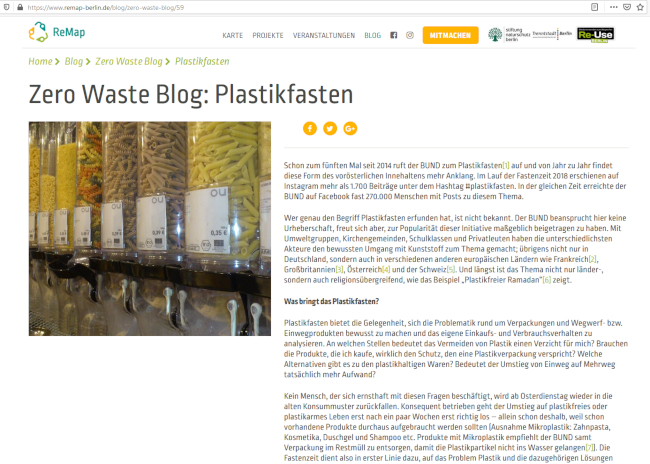 https://www.remap-berlin.de/blog/zero-waste-blog/59
ReMap
KARTE PROJEKTE VERANSTALTUNGEN BLOG MITMACHEN
stiftung naturschutz berlin
Re-Use
Home > Blog > Zero Waste Blog > Plastikfasten
Zero Waste Blog: Plastikfasten
Schon zum fünften Mal seit 2014 ruft der BUND zum Plastikfasten[1] auf und von Jahr zu Jahr findet
diese Form des vorösterlichen Innehaltens mehr Anklang. Im Lauf der Fastenzeit 2018 erschienen auf
Instagram mehr als 1.700 Beiträge unter dem Hashtag #plastikfasten. In der gleichen Zeit erreichte der
BUND auf Facebook fast 270.000 Menschen mit Posts zu diesem Thema.
Wer genau den Begriff Plastikfasten erfunden hat, ist nicht bekannt. Der BUND beansprucht hier keine
Urheberschaft, freut sich aber, zur Popularität dieser Initiative maßgeblich beigetragen zu haben. Mit
Umweltgruppen, Kirchengemeinden, Schulklassen und Privatleuten haben die unterschiedlichsten
Akteure den bewussten Umgang mit Kunststoff zum Thema gemacht; übrigens nicht nur in
Deutschland, sondern auch in verschiedenen anderen europäischen Ländern wie Frankreich[2],
Großbritannien[3], Österreich[4] und der Schweiz[5]. Und längst ist das Thema nicht nur länder-,
sondern auch religionsübergreifend, wie das Beispiel „Plastikfreier Ramadan“[6] zeigt.
Was bringt das Plastikfasten?
Plastikfasten bietet die Gelegenheit, sich die Problematik rund um Verpackungen und Wegwerf- bzw.
Einwegprodukten bewusst zu machen und das eigene Einkaufs- und Verbrauchsverhalten zu
analysieren. An welchen Stellen bedeutet das Vermeiden von Plastik einen Verzicht für mich? Brauchen
die Produkte, die ich kaufe, wirklich den Schutz, den eine Plastikverpackung verspricht? Welche
Alternativen gibt es zu den plastikhaltigen Waren? Bedeutet der Umstieg von Einweg auf Mehrweg
tatsächlich mehr Aufwand?
Kein Mensch, der sich ernsthaft mit diesen Fragen beschäftigt, wird ab Osterdienstag wieder in die
alten Konsummuster zurückfallen. Konsequent betrieben geht der Umstieg auf plastikfreies oder
plastikarmes Leben erst nach ein paar Wochen erst richtig los – allein schon deshalb, weil schon
vorhandene Produkte durchaus aufgebraucht werden sollten (Ausnahme Mikroplastik: Zahnpasta,
Kosmetika, Duschgel und Shampoo etc. Produkte mit Mikroplastik empfiehlt der BUND samt
Verpackung im Restmüll zu entsorgen, damit die Plastikpartikel nicht ins Wasser gelangen[7]). Die
Fastenzeit dient also in erster Linie dazu, auf das Problem Plastik und die dazugehörigen Lösungen